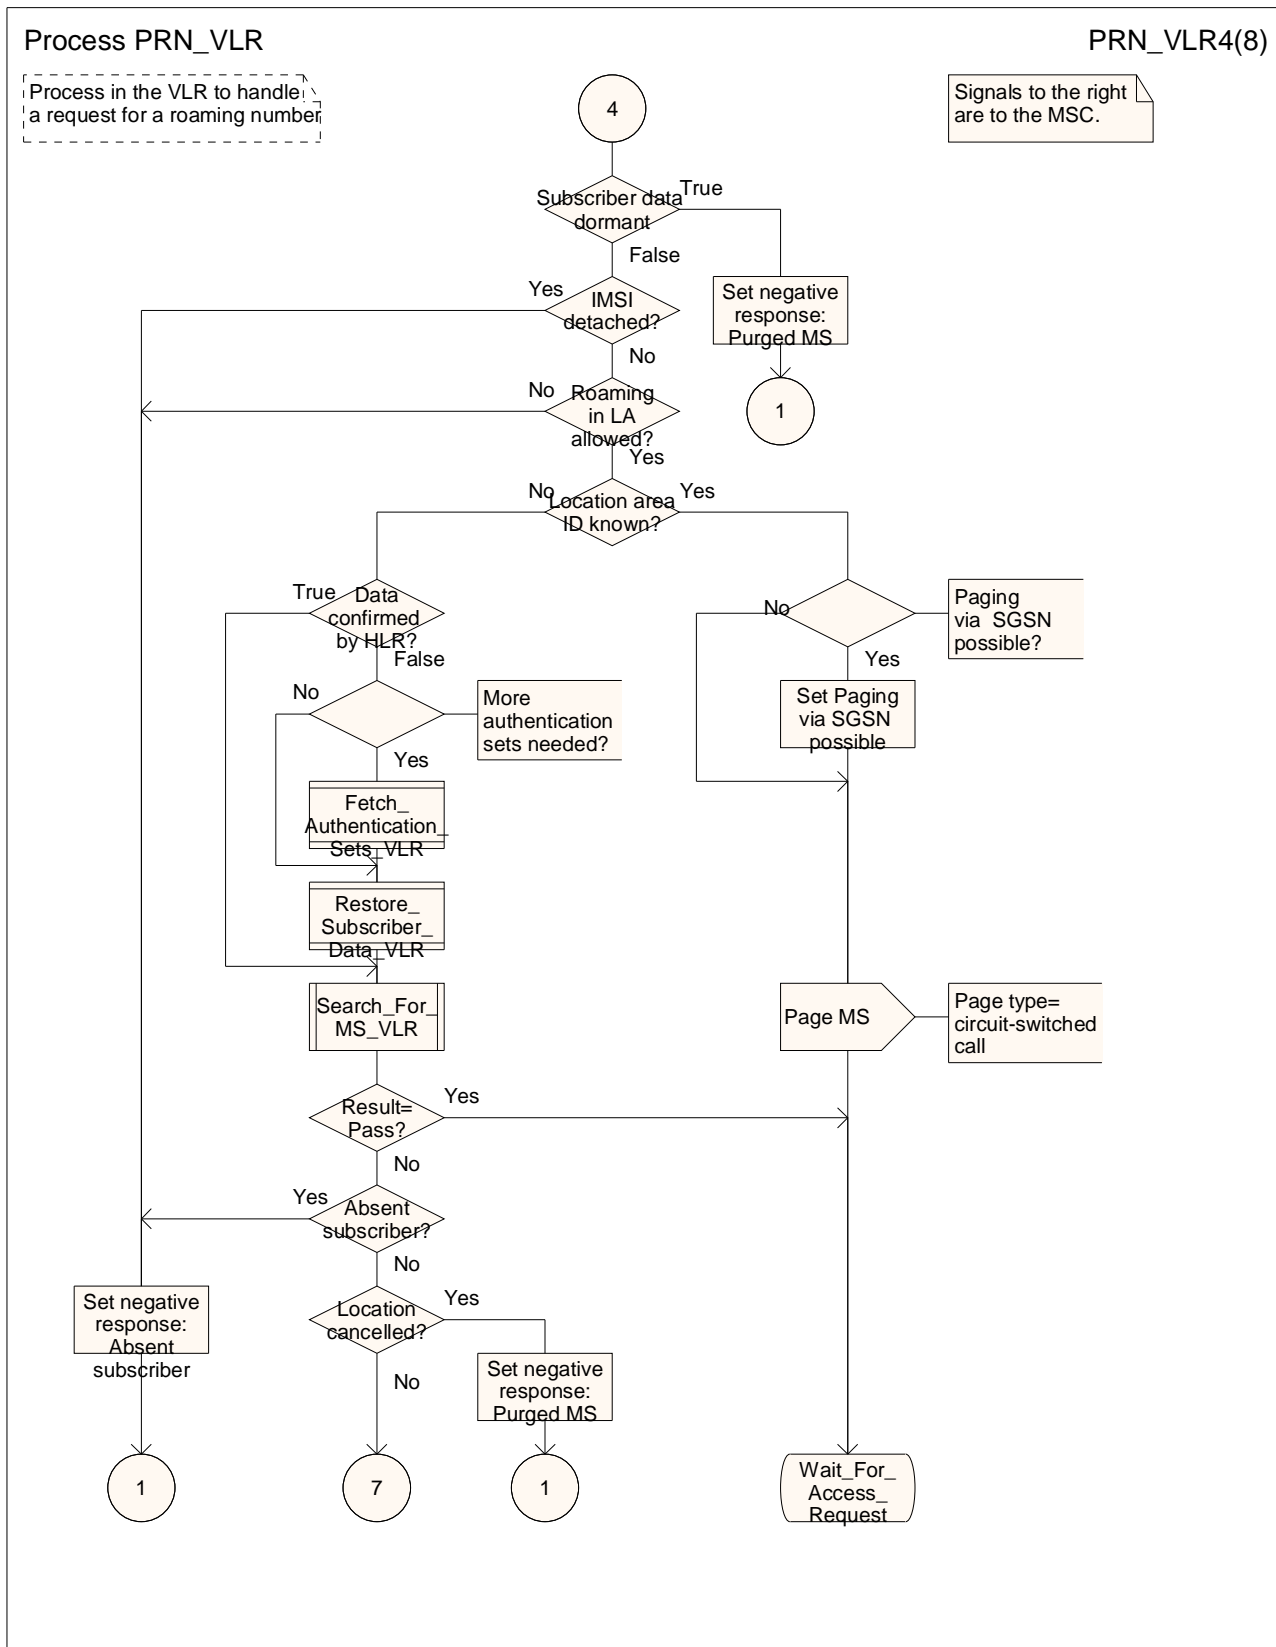 Process PRN_VLR
PRN_VLR4(8)
Process in the VLR to handle
a request for a roaming number
4
Signals to the right
are to the MSC.
Subscriber data
dormant
True
False
Yes
IMSI
detached?
Set negative
response:
Purged MS
No
No
Roaming
in LA
allowed?
1
Yes
No
Location area
ID known?
Yes
True
Data
confirmed
by HLR?
No
Paging
via SGSN
possible?
False
Yes
No
More
authentication
sets needed?
Set Paging
via SGSN
possible
Yes
Fetch_
Authentication_
Sets_VLR
Restore_
Subscriber_
Data_VLR
Search_For_
MS_VLR
Page MS
Page type=
circuit-switched
call
Result=
Pass?
Yes
No
Yes
Absent
subscriber?
No
Set negative
response:
Absent
subscriber
Location
cancelled?
Yes
No
Set negative
response:
Purged MS
1
7
1
Wait_For_
Access_
Request